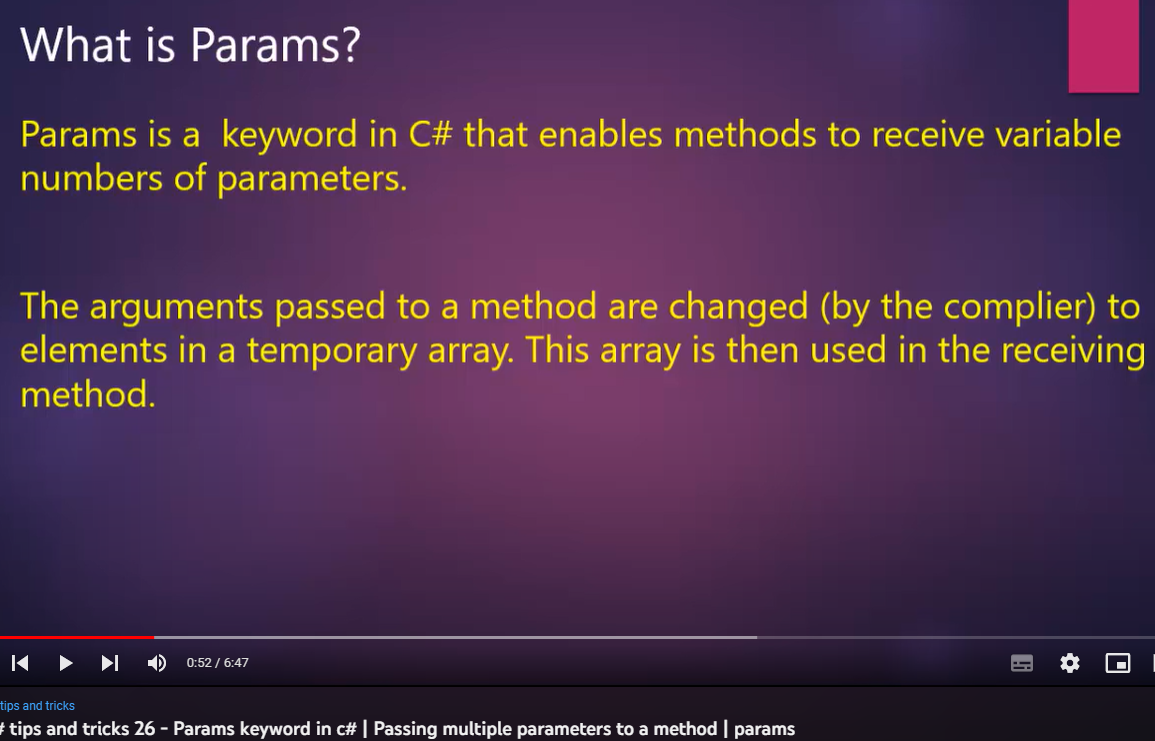 What is Params?
Params is a  keyword in C# that enables methods to receive variable
numbers of parameters.
The arguments passed to a method are changed (by the complier) to
elements in a temporary array. This array is then used in the receiving
method.
0:52 / 6:47
tips and tricks
# tips and tricks 26 - Params keyword in c# | Passing multiple parameters to a method | params